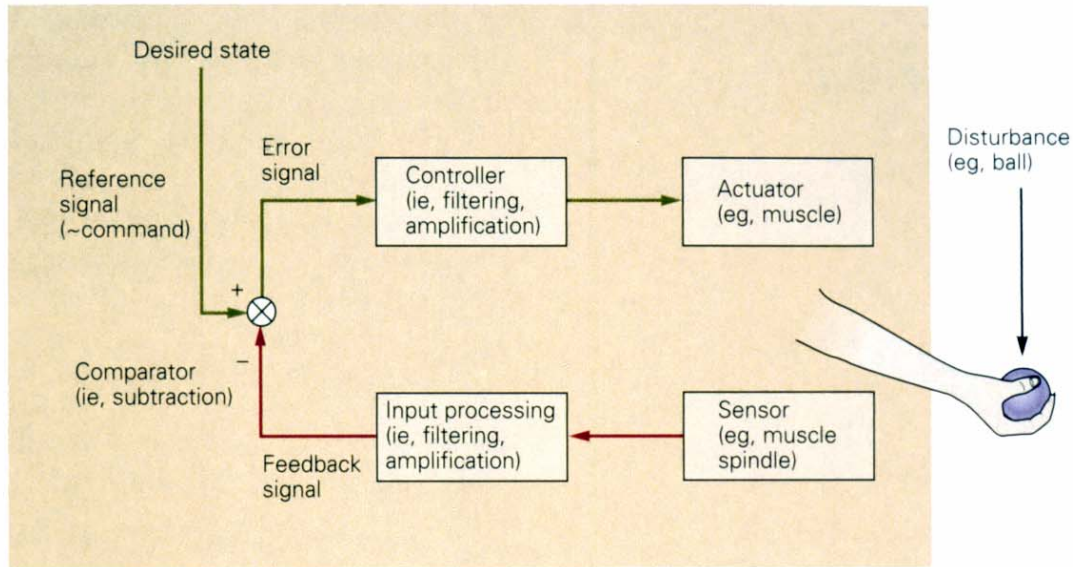 Desired state
Reference
signal
(~command)
Error
signal
Controller
(ie, filtering,
amplification)
Actuator
(eg, muscle)
Disturbance
(eg, ball)
+
−
Comparator
(ie, subtraction)
Feedback
signal
Input processing
(ie, filtering,
amplification)
Sensor
(eg, muscle
spindle)